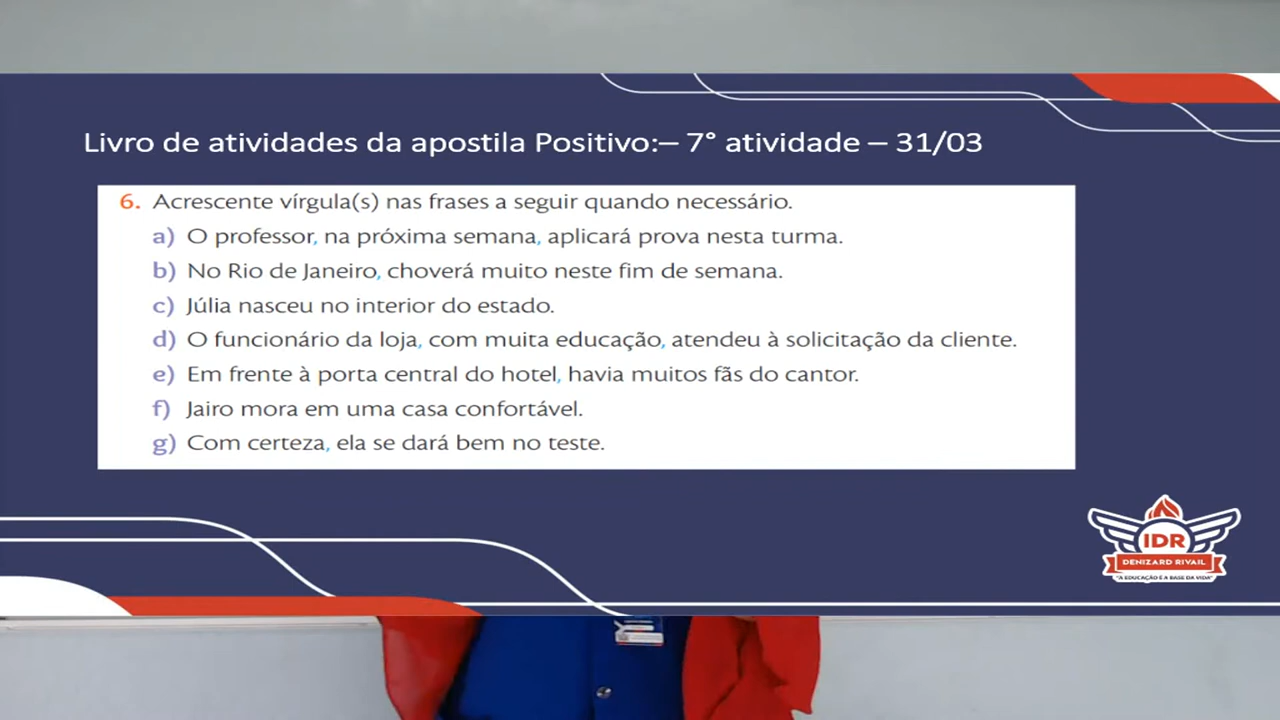 Livro de atividades da apostila Positivo:– 7° atividade – 31/03
6. Acrescente vírgula(s) nas frases a seguir quando necessário.
a) O professor, na próxima semana, aplicará prova nesta turma.
b) No Rio de Janeiro, choverá muito neste fim de semana.
c) Júlia nasceu no interior do estado.
d) O funcionário da loja, com muita educação, atendeu à solicitação da cliente.
e) Em frente à porta central do hotel, havia muitos fãs do cantor.
f) Jairo mora em uma casa confortável.
g) Com certeza, ela se dará bem no teste.
IDR
DENIZARD RIVAIL
"A EDUCAÇÃO É A BASE DA VIDA"